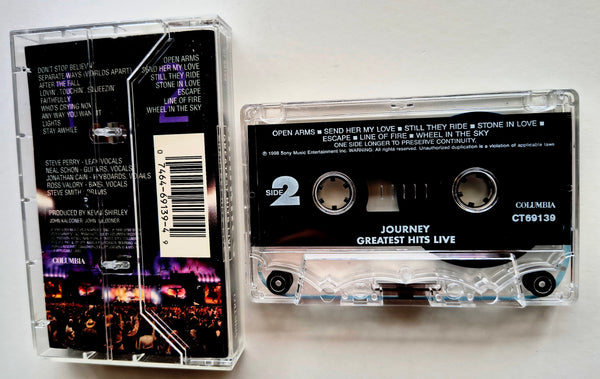 DON'T STOP BELIEVIN'
SEPARATE WAYS (WORLDS APART)
AFTER THE FALL
LOVIN', TOUCHIN', SQUEEZIN'
FAITHFULLY
WHO'S CRYING NOW
ANY WAY YOU WANT IT
LIGHTS
STAY AWHILE
OPEN ARMS
SEND HER MY LOVE
STILL THEY RIDE
STONE IN LOVE
ESCAPE
LINE OF FIRE
WHEEL IN THE SKY
STEVE PERRY - LEAD VOCALS
NEAL SCHON - GUITARS, VOCALS
JONATHAN CAIN - KEYBOARDS, VOCALS
ROSS VALORY - BASS, VOCALS
STEVE SMITH - DRUMS
PRODUCED BY KEVIN SHIRLEY
JOHN KALODNER: JOHN KALODNER
COLUMBIA
0 7464-69139-4 9
OPEN ARMS ■ SEND HER MY LOVE ■ STILL THEY RIDE ■ STONE IN LOVE ■
ESCAPE ■ LINE OF FIRE ■ WHEEL IN THE SKY
ONE SIDE LONGER TO PRESERVE CONTINUITY.
℗ 1998 Sony Music Entertainment Inc. WARNING: All rights reserved. Unauthorized duplication is a violation of applicable laws
SIDE 2
COLUMBIA
JOURNEY
GREATEST HITS LIVE
CT69139